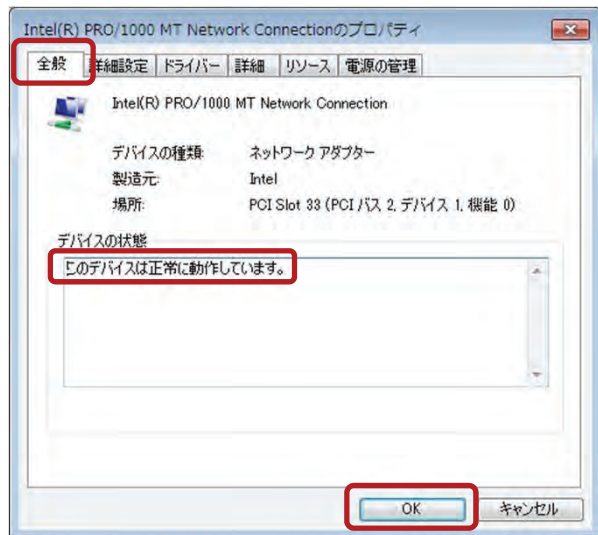 Intel(R) PRO/1000 MT Network Connectionのプロパティ
全般 詳細設定 ドライバー 詳細 リソース 電源の管理
Intel(R) PRO/1000 MT Network Connection
デバイスの種類: ネットワーク アダプター
製造元: Intel
場所: PCI Slot 33 (PCI バス 2, デバイス 1, 機能 0)
デバイスの状態
このデバイスは正常に動作しています。
OK キャンセル